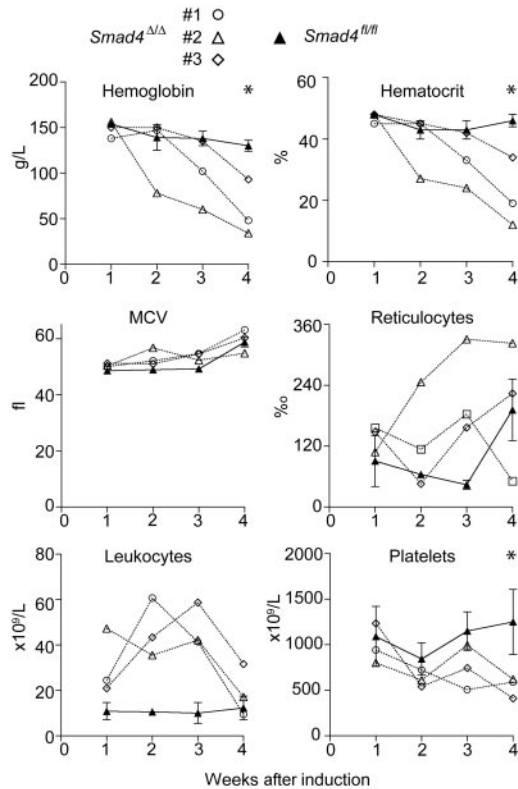 #1 ○
Smad4Δ/Δ #2 △ ▲ Smad4fl/fl
#3 ◇
Hemoglobin *
200
150
100
50
0
g/L
0 1 2 3 4
Hematocrit *
60
40
20
0
%
0 1 2 3 4
MCV
60
40
20
0
fl
0 1 2 3 4
Reticulocytes
360
240
120
0
‰
0 1 2 3 4
Leukocytes
80
60
40
20
0
x10⁹/L
0 1 2 3 4
Platelets *
2000
1500
1000
500
0
x10⁹/L
0 1 2 3 4
Weeks after induction